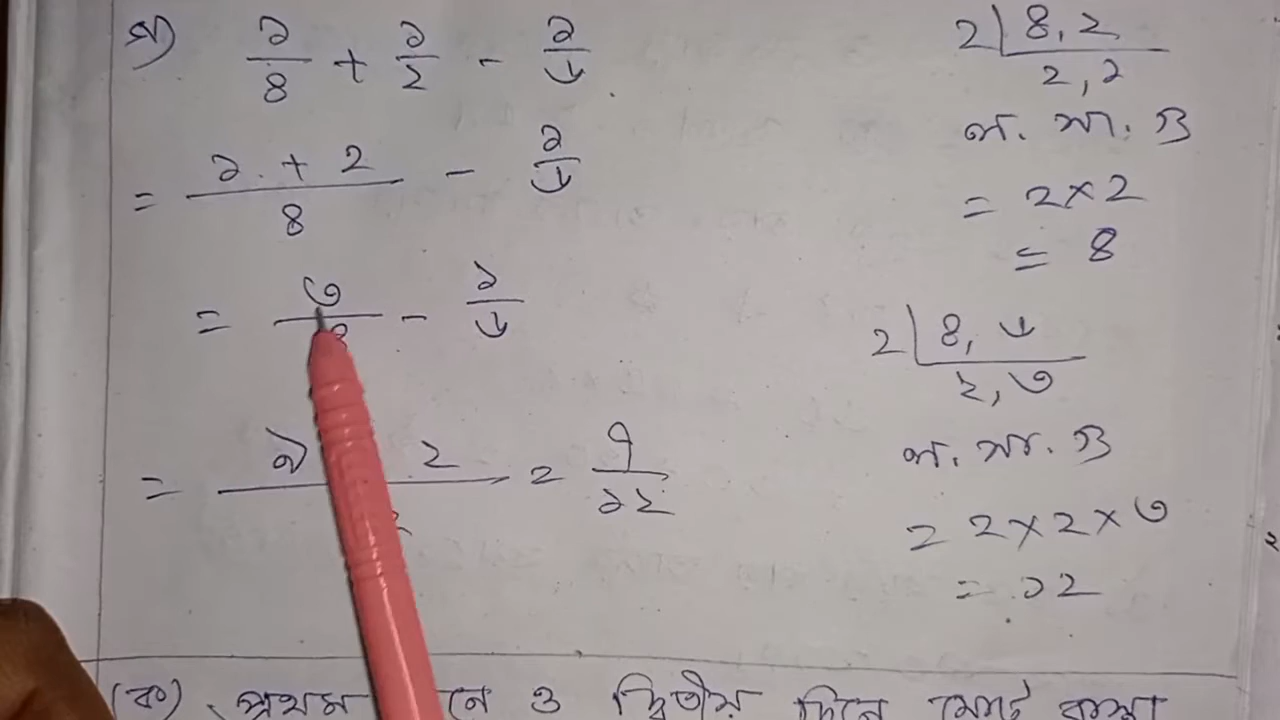 ১/৪ + ১/২ - ১/৬
= ১ + ২/৪ - ১/৬
= ৩/৪ - ১/৬
= ৯ ২ = ৭/১২
২ | ৪, ২
২, ১
ল. সা. গু
= ২×২
= ৪
২ | ৪, ৬
২, ৩
ল. সা. গু
= ২×২×৩
= ১২
(ক) প্রথম ও দ্বিতীয় দিনে মোট